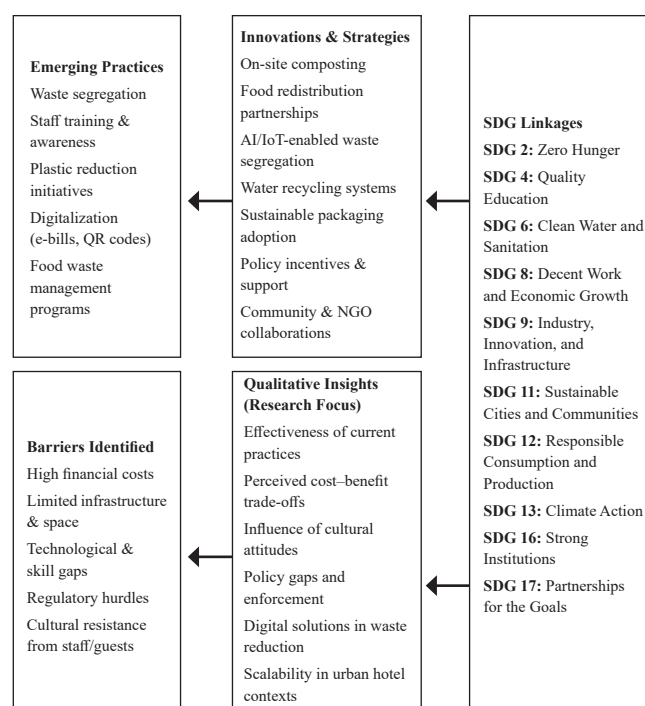 Emerging Practices
Waste segregation
Staff training &
awareness
Plastic reduction
initiatives
Digitalization
(e-bills, QR codes)
Food waste
management
programs
Innovations & Strategies
On-site composting
Food redistribution
partnerships
AI/IoT-enabled waste
segregation
Water recycling systems
Sustainable packaging
adoption
Policy incentives &
support
Community & NGO
collaborations
Barriers Identified
High financial costs
Limited infrastructure
& space
Technological &
skill gaps
Regulatory hurdles
Cultural resistance
from staff/guests
Qualitative Insights
(Research Focus)
Effectiveness of current
practices
Perceived cost–benefit
trade-offs
Influence of cultural
attitudes
Policy gaps and
enforcement
Digital solutions in waste
reduction
Scalability in urban hotel
contexts
SDG Linkages
SDG 2: Zero Hunger
SDG 4: Quality
Education
SDG 6: Clean Water and
Sanitation
SDG 8: Decent Work
and Economic Growth
SDG 9: Industry,
Innovation, and
Infrastructure
SDG 11: Sustainable
Cities and Communities
SDG 12: Responsible
Consumption and
Production
SDG 13: Climate Action
SDG 16: Strong
Institutions
SDG 17: Partnerships
for the Goals